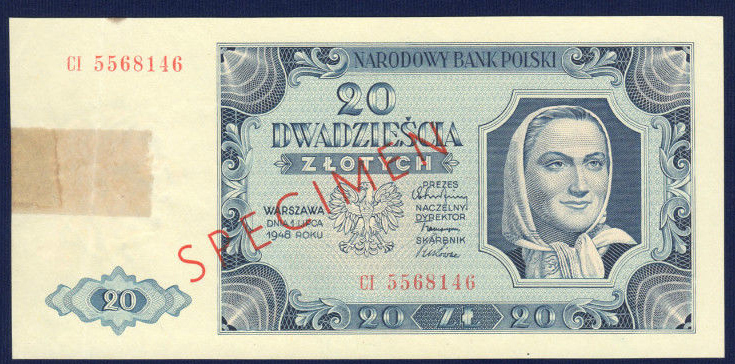 CI 5568146
NARODOWY BANK POLSKI
20
DWADZIEŚCIA
ZŁOTYCH
SPECIMEN
WARSZAWA
DNIA 1 LIPCA
1948 ROKU
PREZES
NACZELNY
DYREKTOR
SKARBNIK
CI 5568146
20
20 ZŁ 20